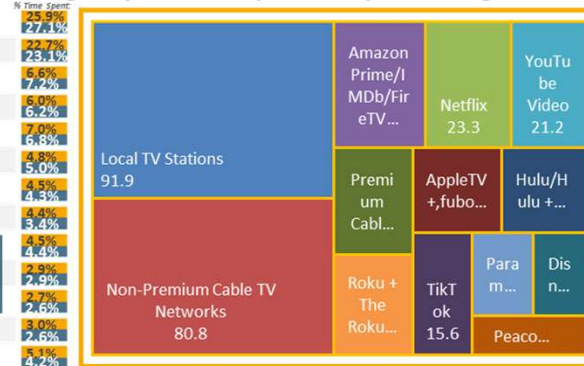 % Time Spent:
25.9%
27.1%
22.7%
23.1%
6.6%
7.2%
6.0%
6.2%
7.0%
6.8%
4.8%
5.0%
4.5%
4.3%
4.4%
3.4%
4.5%
4.4%
2.9%
2.9%
2.7%
2.6%
3.0%
2.6%
5.1%
4.2%
Local TV Stations
91.9
Non-Premium Cable TV
Networks
80.8
Amazon
Prime/I
MDb/Fir
eTV...
Netflix
23.3
YouTu
be
Video
21.2
Premi
um
Cabl...
AppleTV
+,fubo...
Hulu/H
ulu +...
Roku +
The
Roku...
TikT
ok
15.6
Para
m...
Dis
n...
Peaco...